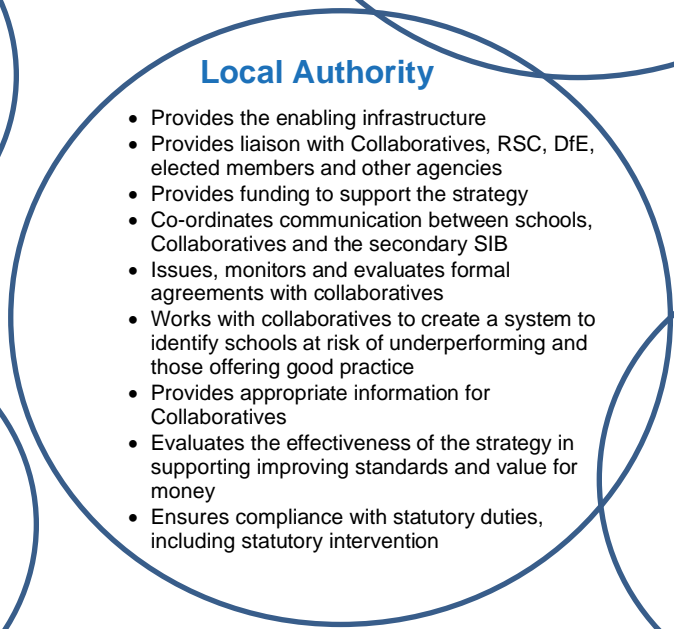 Local Authority
• Provides the enabling infrastructure
• Provides liaison with Collaboratives, RSC, DfE,
elected members and other agencies
• Provides funding to support the strategy
• Co-ordinates communication between schools,
Collaboratives and the secondary SIB
• Issues, monitors and evaluates formal
agreements with collaboratives
• Works with collaboratives to create a system to
identify schools at risk of underperforming and
those offering good practice
• Provides appropriate information for
Collaboratives
• Evaluates the effectiveness of the strategy in
supporting improving standards and value for
money
• Ensures compliance with statutory duties,
including statutory intervention